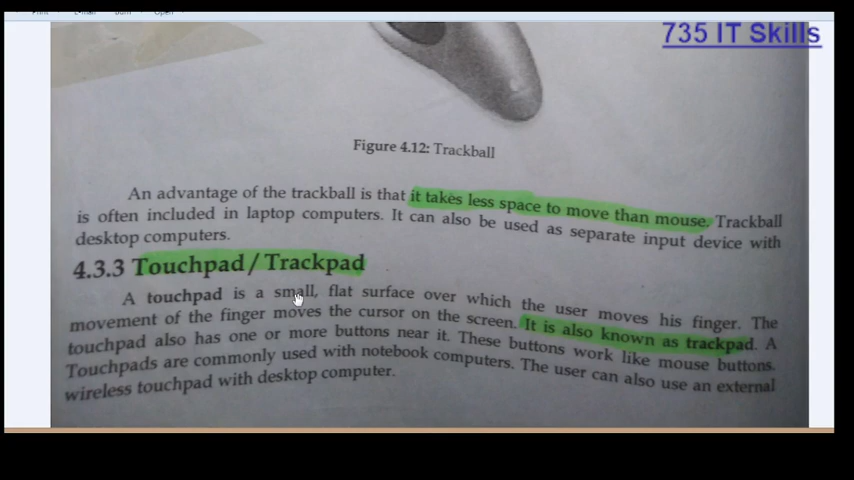 735 IT Skills
Figure 4.12: Trackball
An advantage of the trackball is that it takes less space to move than mouse. Trackball
is often included in laptop computers. It can also be used as separate input device with
desktop computers.
4.3.3 Touchpad/Trackpad
A touchpad is a small, flat surface over which the user moves his finger. The
movement of the finger moves the cursor on the screen. It is also known as trackpad. A
touchpad also has one or more buttons near it. These buttons work like mouse buttons.
Touchpads are commonly used with notebook computers. The user can also use an external
wireless touchpad with desktop computer.